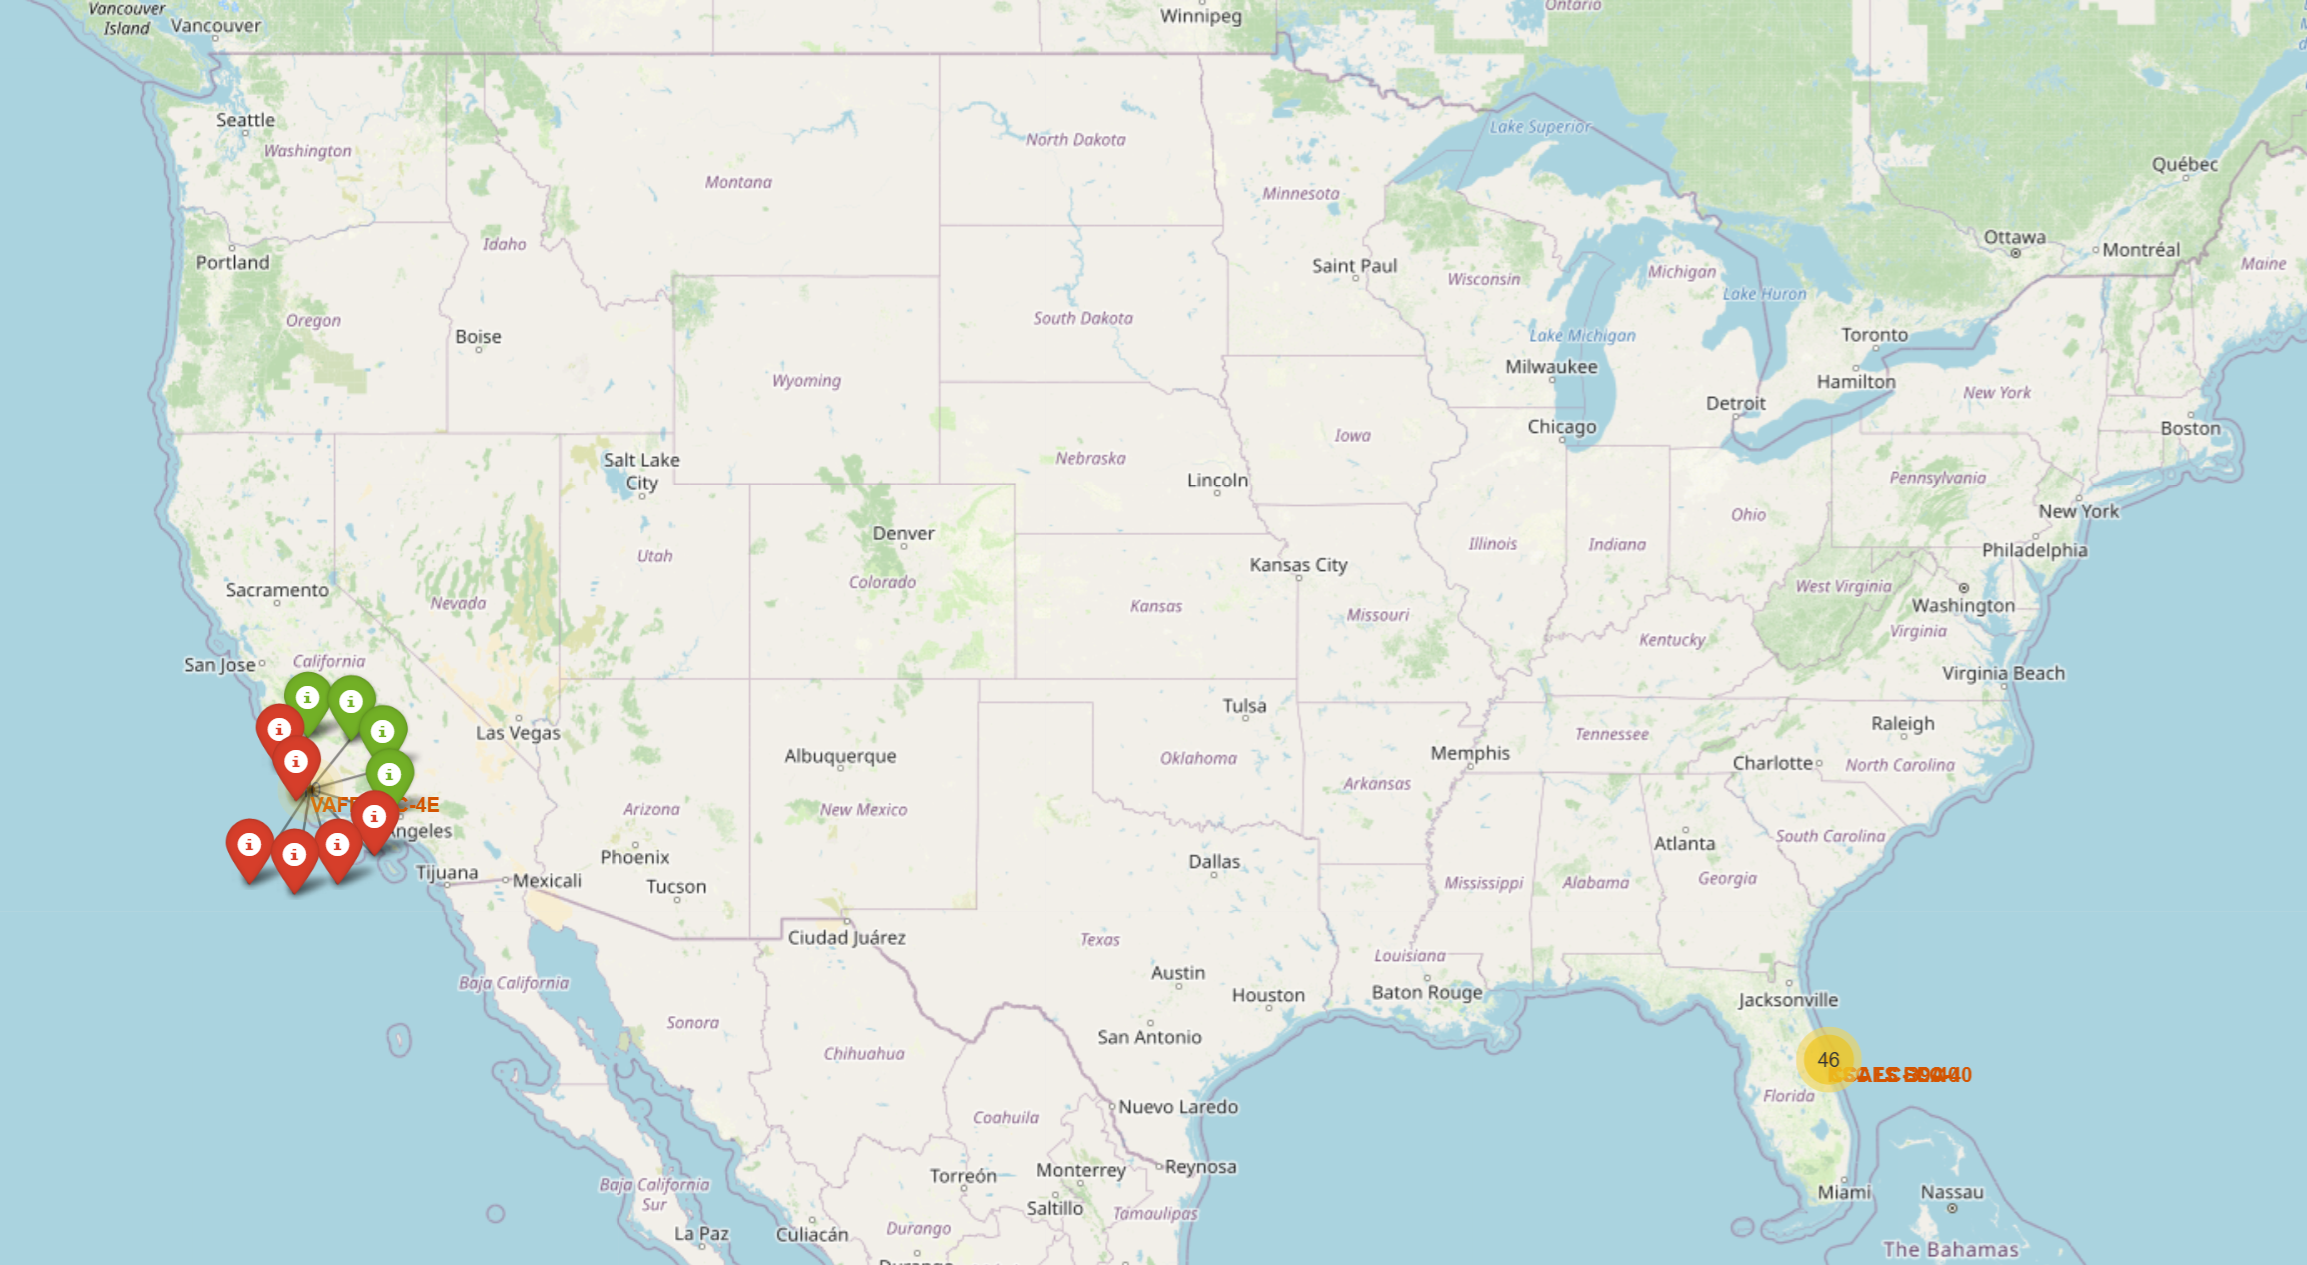 Vancouver
Island
Vancouver
Winnipeg
Ontario
Seattle
Washington
Montana
North Dakota
Minnesota
Lake Superior
Québec
Portland
Idaho
Ottawa
Montréal
Maine
Saint Paul
Wisconsin
Michigan
Lake Huron
Oregon
Boise
South Dakota
Lake Michigan
Toronto
Milwaukee
Hamilton
Wyoming
New York
Detroit
Chicago
Boston
Iowa
Salt Lake
City
Nebraska
Lincoln
Pennsylvania
New York
Denver
Ohio
Utah
Illinois
Indiana
Philadelphia
Kansas City
Colorado
Sacramento
Nevada
Kansas
Missouri
West Virginia
Washington
Virginia
Kentucky
San Jose
California
Virginia Beach
Tulsa
Raleigh
Las Vegas
Tennessee
Albuquerque
Oklahoma
Memphis
Charlotte
North Carolina
Arkansas
C-4E
Arizona
New Mexico
Angeles
South Carolina
Atlanta
Phoenix
Dallas
Tijuana
Mexicali
Tucson
Mississippi
Alabama
Georgia
Ciudad Juárez
Texas
Louisiana
Austin
Baja California
Houston
Baton Rouge
Jacksonville
Sonora
San Antonio
Chihuahua
46
Florida
Coahuila
Nuevo Laredo
Torreón
Monterrey
Reynosa
Baja California
Sur
Saltillo
Tamaulipas
Miami
Nassau
La Paz
Culiacán
Durango
Durango
The Bahamas